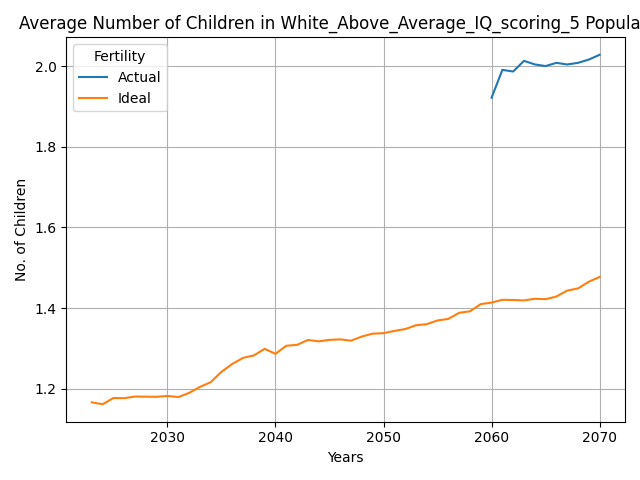 Average Number of Children in White_Above_Average_IQ_scoring_5 Popula
Fertility
Actual
Ideal
2.0
1.8
1.6
1.4
1.2
No. of Children
2030
2040
2050
2060
2070
Years